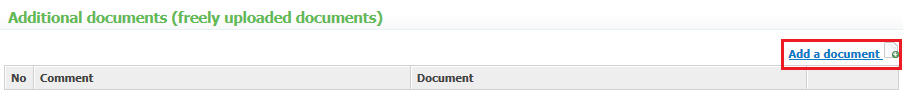 Additional documents (freely uploaded documents)
Add a document
No Comment Document